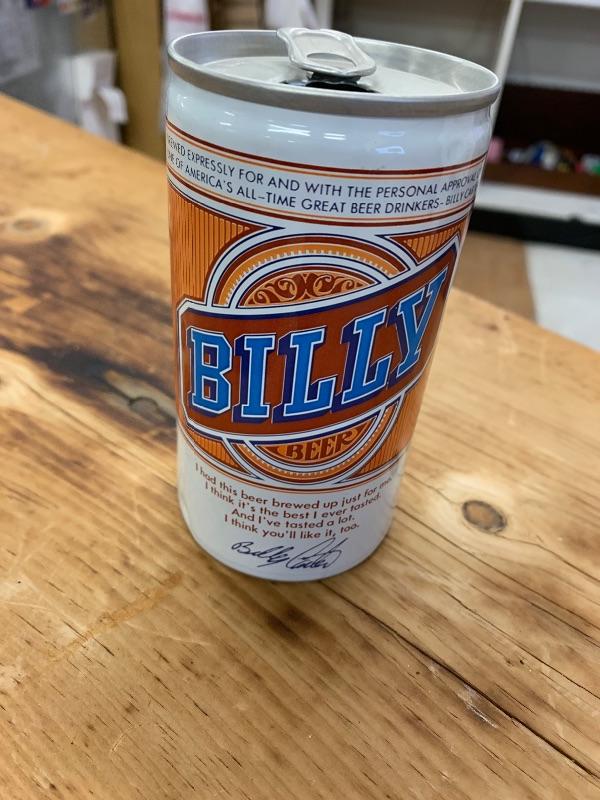 EXPRESSLY FOR AND WITH THE PERSONAL APPROVAL
OF AMERICA'S ALL-TIME GREAT BEER DRINKERS-BILLY
BILLY
BEER
I had this beer brewed up just for me.
I think it's the best I ever tasted.
And I've tasted a lot.
I think you'll like it, too.
Billy Carter